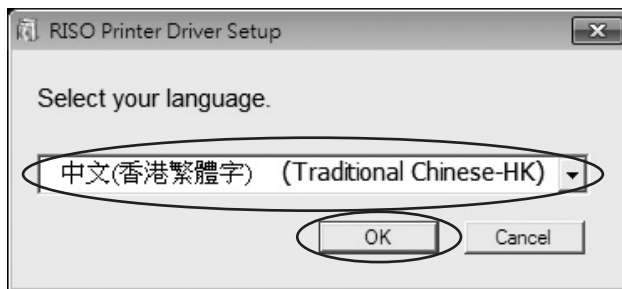 RISO Printer Driver Setup
Select your language.
中文(香港繁體字) (Traditional Chinese-HK)
OK Cancel